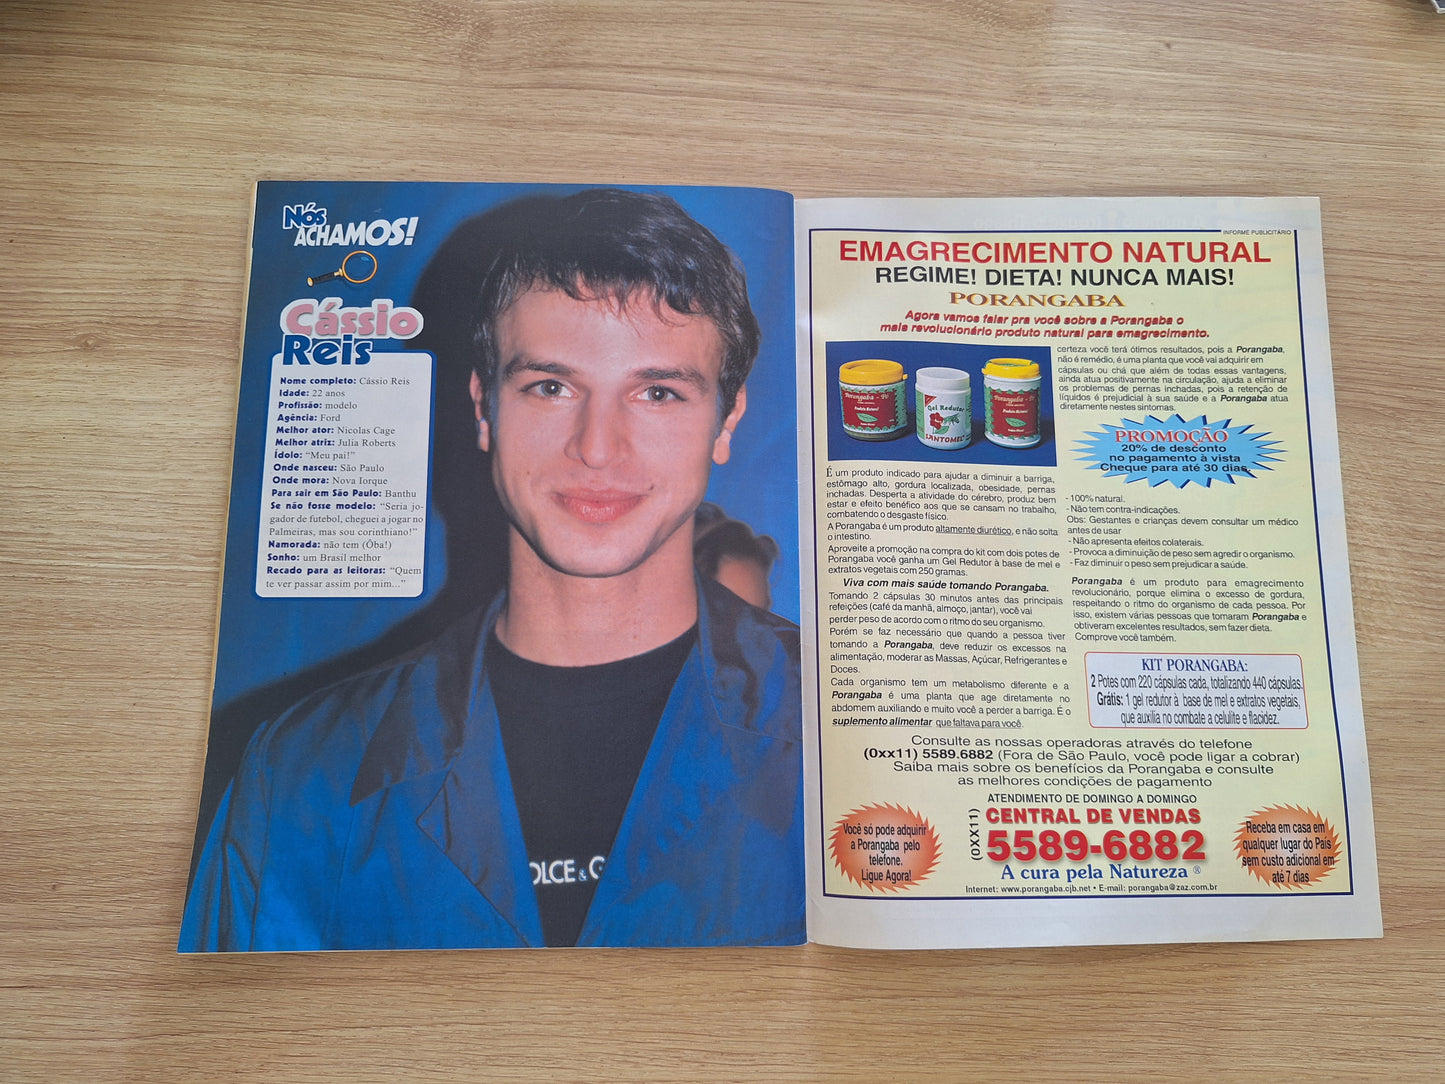 Nós
ACHAMOS!
Cássio
Reis
Nome completo: Cássio Reis
Idade: 22 anos
Profissão: modelo
Agência: Ford
Melhor ator: Nicolas Cage
Melhor atriz: Julia Roberts
Ídolo: “Meu pai!”
Onde nasceu: São Paulo
Onde mora: Nova Iorque
Para sair em São Paulo: Banthu
Se não fosse modelo: “Seria jo-
gador de futebol, cheguei a jogar no
Palmeiras, mas sou corinthiano!”
Namorada: não tem (Ôba!)
Sonho: um Brasil melhor
Recado para as leitoras: “Quem
te ver passar assim por mim...”
OLCE & G
INFORME PUBLICITÁRIO
EMAGRECIMENTO NATURAL
REGIME! DIETA! NUNCA MAIS!
PORANGABA
Agora vamos falar pra você sobre a Porangaba o
mais revolucionário produto natural para emagrecimento.
Porangaba - Pó
Produto Natural
Gel Redutor
LANTOMEL
Porangaba - Pó
Produto Natural
É um produto indicado para ajudar a diminuir a barriga,
estômago alto, gordura localizada, obesidade, pernas
inchadas. Desperta a atividade do cérebro, produz bem
estar e efeito benéfico aos que se cansam no trabalho,
combatendo o desgaste físico.
A Porangaba é um produto altamente diurético, e não solta
o intestino.
Aproveite a promoção na compra do kit com dois potes de
Porangaba você ganha um Gel Redutor à base de mel e
extratos vegetais com 250 gramas.
Viva com mais saúde tomando Porangaba.
Tomando 2 cápsulas 30 minutos antes das principais
refeições (café da manhã, almoço, jantar), você vai
perder peso de acordo com o ritmo do seu organismo.
Porém se faz necessário que quando a pessoa tiver
tomando a Porangaba, deve reduzir os excessos na
alimentação, moderar as Massas, Açúcar, Refrigerantes e
Doces.
Cada organismo tem um metabolismo diferente e a
Porangaba é uma planta que age diretamente no
abdomem auxiliando e muito você a perder a barriga. É o
suplemento alimentar que faltava para você.
certeza você terá ótimos resultados, pois a Porangaba,
não é remédio, é uma planta que você vai adquirir em
cápsulas ou chá que além de todas essas vantagens,
ainda atua positivamente na circulação, ajuda a eliminar
os problemas de pernas inchadas, pois a retenção de
líquidos é prejudicial à sua saúde e a Porangaba atua
diretamente nestes sintomas.
PROMOÇÃO
20% de desconto
no pagamento à vista
Cheque para até 30 dias.
- 100% natural.
- Não tem contra-indicações.
Obs: Gestantes e crianças devem consultar um médico
antes de usar
- Não apresenta efeitos colaterais.
- Provoca a diminuição de peso sem agredir o organismo.
- Faz diminuir o peso sem prejudicar a saúde.
Porangaba é um produto para emagrecimento
revolucionário, porque elimina o excesso de gordura,
respeitando o ritmo do organismo de cada pessoa. Por
isso, existem várias pessoas que tomaram Porangaba e
obtiveram excelentes resultados, sem fazer dieta.
Comprove você também.
KIT PORANGABA:
2 Potes com 220 cápsulas cada, totalizando 440 cápsulas.
Grátis: 1 gel redutor à base de mel e extratos vegetais,
que auxilia no combate a celulite e flacidez.
Consulte as nossas operadoras através do telefone
(0xx11) 5589.6882 (Fora de São Paulo, você pode ligar a cobrar)
Saiba mais sobre os benefícios da Porangaba e consulte
as melhores condições de pagamento
Você só pode adquirir
a Porangaba pelo
telefone.
Ligue Agora!
ATENDIMENTO DE DOMINGO A DOMINGO
CENTRAL DE VENDAS
(0XX11)
5589-6882
A cura pela Natureza ®
Internet: www.porangaba.cjb.net • E-mail: porangaba@zaz.com.br
Receba em casa em
qualquer lugar do País
sem custo adicional em
até 7 dias